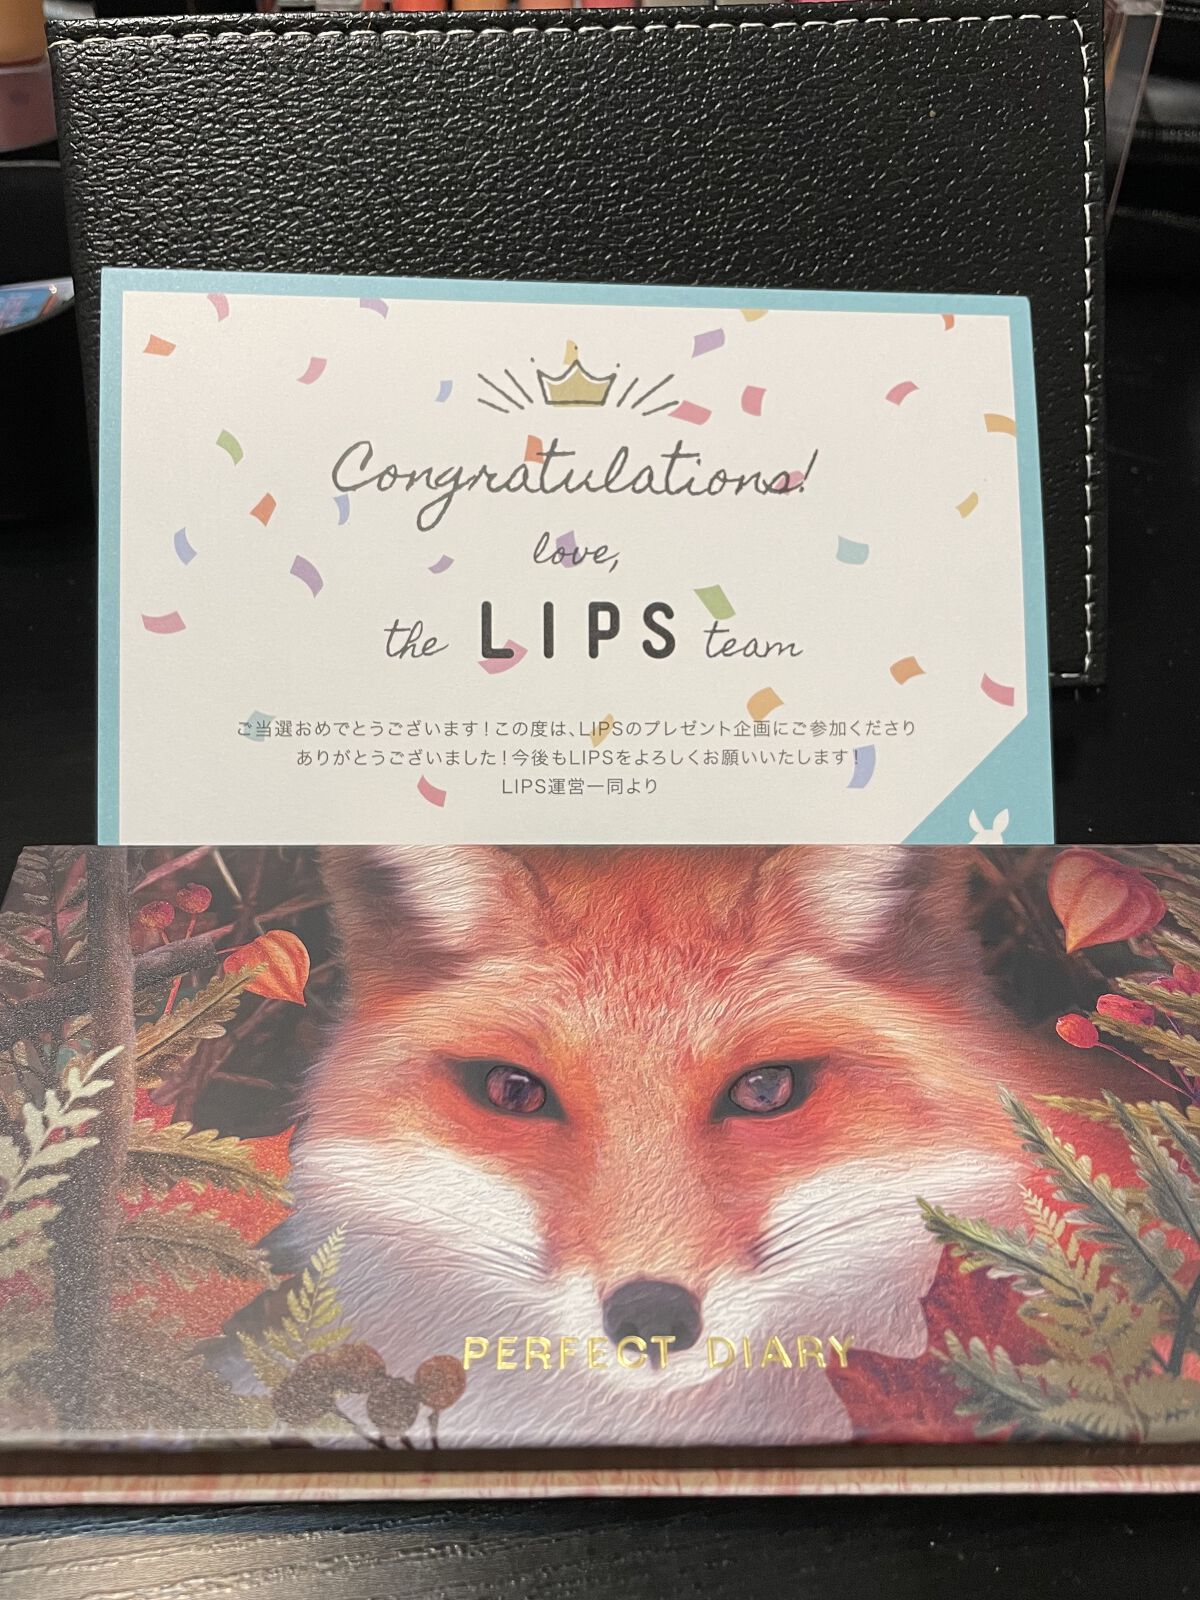 Congratulations!
love,
the LIPS team
ご当選おめでとうございます！この度は、LIPSのプレゼント企画にご参加くださり
ありがとうございました！今後もLIPSをよろしくお願いいたします！
LIPS運営一同より
PERFECT DIARY